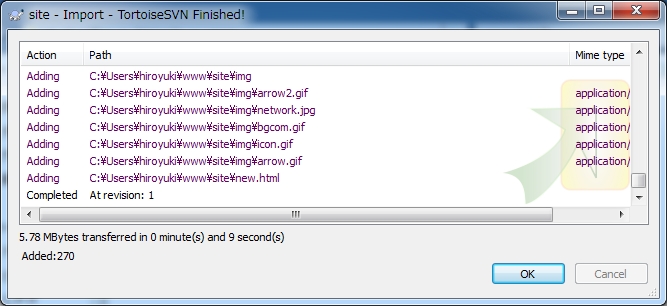 site - Import - TortoiseSVN Finished!
Action Path Mime type
Adding C:¥Users¥hiroyuki¥www¥site¥img
Adding C:¥Users¥hiroyuki¥www¥site¥img¥arrow2.gif application/
Adding C:¥Users¥hiroyuki¥www¥site¥img¥network.jpg application/
Adding C:¥Users¥hiroyuki¥www¥site¥img¥bgcom.gif application/
Adding C:¥Users¥hiroyuki¥www¥site¥img¥icon.gif application/
Adding C:¥Users¥hiroyuki¥www¥site¥img¥arrow.gif application/
Adding C:¥Users¥hiroyuki¥www¥site¥new.html
Completed At revision: 1
5.78 MBytes transferred in 0 minute(s) and 9 second(s)
Added:270
OK Cancel